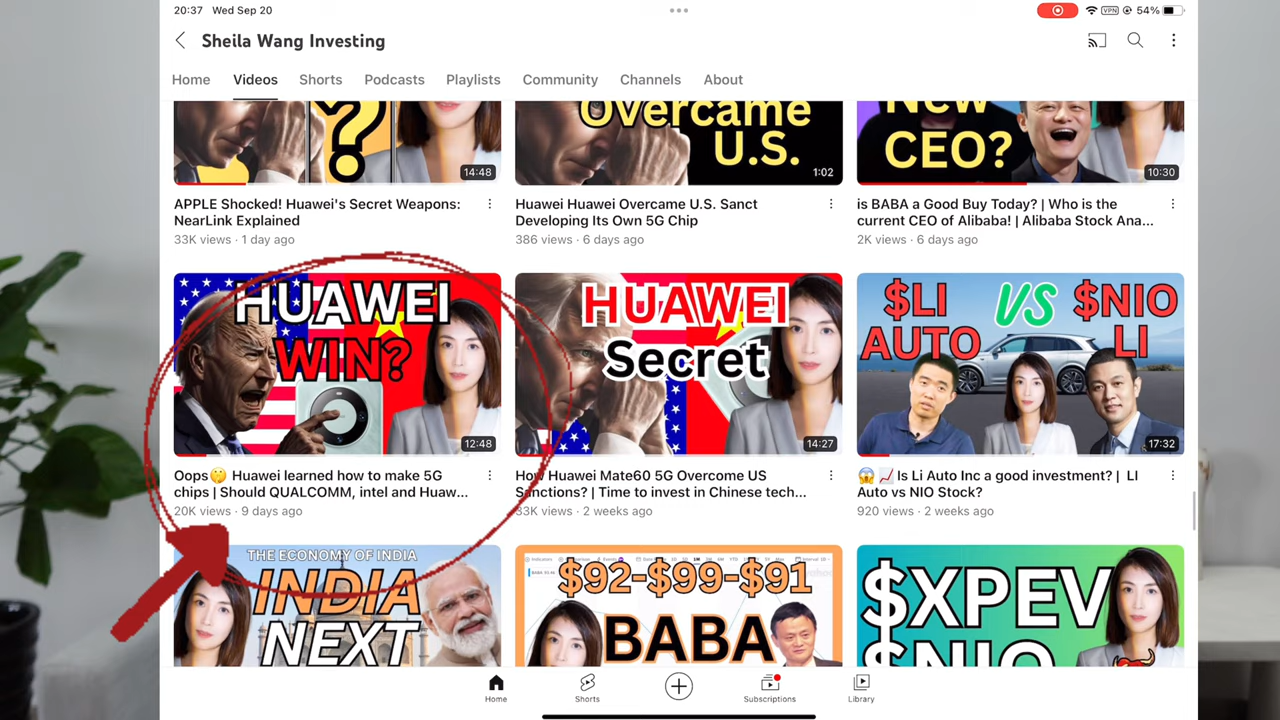 20:37 Wed Sep 20
VPN 54%
Sheila Wang Investing
Home Videos Shorts Podcasts Playlists Community Channels About
?
14:48
APPLE Shocked! Huawei's Secret Weapons:
NearLink Explained
33K views · 1 day ago
Overcame
U.S.
1:02
Huawei Huawei Overcame U.S. Sanct
Developing Its Own 5G Chip
386 views · 6 days ago
New
CEO?
10:30
is BABA a Good Buy Today? | Who is the
current CEO of Alibaba! | Alibaba Stock Ana...
2K views · 6 days ago
HUAWEI
WIN?
12:48
Oops🤫 Huawei learned how to make 5G
chips | Should QUALCOMM, intel and Huaw...
20K views · 9 days ago
HUAWEI
Secret
14:27
How Huawei Mate60 5G Overcome US
Sanctions? | Time to invest in Chinese tech...
33K views · 2 weeks ago
$LI VS $NIO
AUTO LI
17:32
😱📈Is Li Auto Inc a good investment? | LI
Auto vs NIO Stock?
920 views · 2 weeks ago
THE ECONOMY OF INDIA
INDIA
NEXT
$92-$99-$91
BABA
$XPEV
$NIO
Home Shorts Subscriptions Library